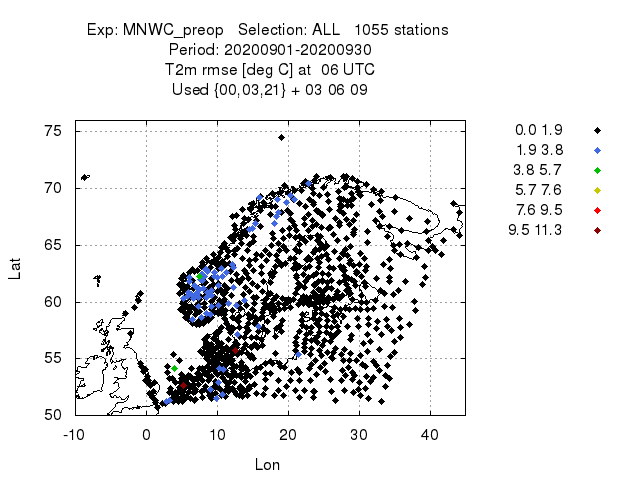 Exp: MNWC_preop   Selection: ALL   1055 stations
Period: 20200901-20200930
T2m rmse [deg C] at  06 UTC
Used {00,03,21} + 03 06 09
0.0 1.9
1.9 3.8
3.8 5.7
5.7 7.6
7.6 9.5
9.5 11.3
75
70
65
60
55
50
Lat
-10 0 10 20 30 40
Lon